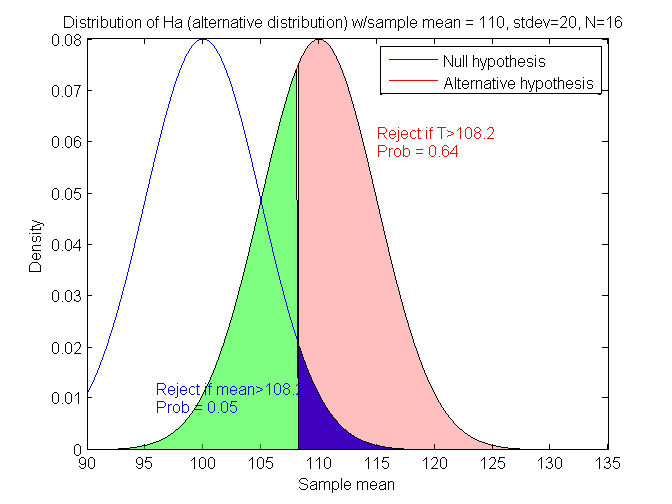 Distribution of Ha (alternative distribution) w/sample mean = 110, stdev=20, N=16
0.08
0.07
0.06
0.05
0.04
0.03
0.02
0.01
0
Density
Null hypothesis
Alternative hypothesis
Reject if T>108.2
Prob = 0.64
Reject if mean>108.2
Prob = 0.05
90 95 100 105 110 115 120 125 130 135
Sample mean